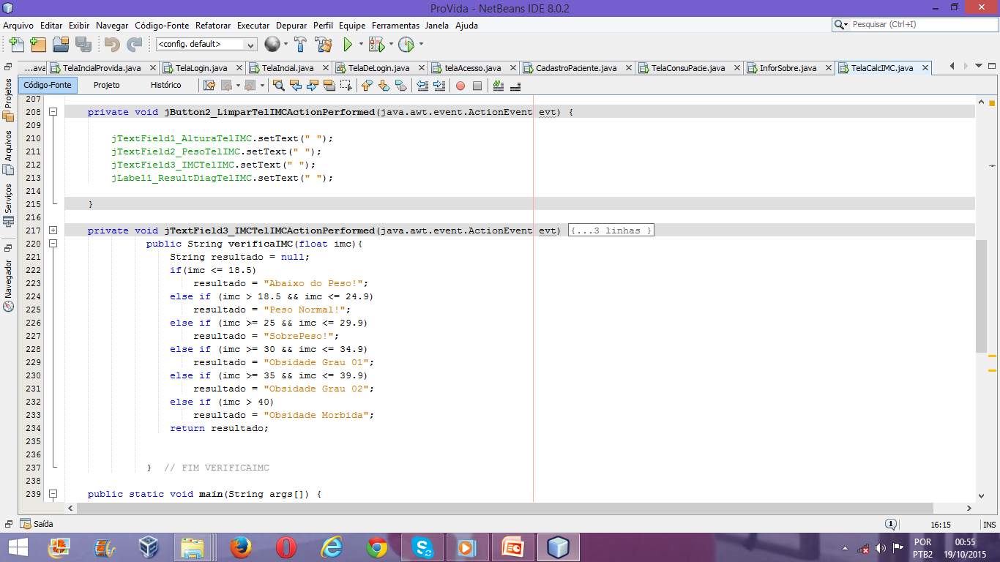 ProVida - NetBeans IDE 8.0.2
Arquivo Editar Exibir Navegar Código-Fonte Refatorar Executar Depurar Perfil Equipe Ferramentas Janela Ajuda
Pesquisar (Ctrl+I)
<config. default>
...ava TelaIncialProvida.java TelaLogin.java TelaIncial.java TelaDeLogin.java telaAcesso.java CadastroPaciente.java TelaConsuPacie.java InforSobre.java TelaCalcIMC.java
Código-Fonte Projeto Histórico
Projetos
Arquivos
Serviços
Navegador
207
208 private void jButton2_LimparTelIMCActionPerformed(java.awt.event.ActionEvent evt) {
209
210 jTextField1_AlturaTelIMC.setText(" ");
211 jTextField2_PesoTelIMC.setText(" ");
212 jTextField3_IMCTelIMC.setText(" ");
213 jLabel1_ResultDiagTelIMC.setText(" ");
214
215 }
216
217 private void jTextField3_IMCTelIMCActionPerformed(java.awt.event.ActionEvent evt) {...3 linhas }
220 public String verificaIMC(float imc){
221 String resultado = null;
222 if(imc <= 18.5)
223 resultado = "Abaixo do Peso!";
224 else if (imc > 18.5 && imc <= 24.9)
225 resultado = "Peso Normal!";
226 else if (imc >= 25 && imc <= 29.9)
227 resultado = "SobrePeso!";
228 else if (imc >= 30 && imc <= 34.9)
229 resultado = "Obsidade Grau 01";
230 else if (imc >= 35 && imc <= 39.9)
231 resultado = "Obsidade Grau 02";
232 else if (imc > 40)
233 resultado = "Obsidade Morbida";
234 return resultado;
235
236
237 } // FIM VERIFICAIMC
238
239 public static void main(String args[]) {
Saída
1
16:15 INS
POR 00:55
PTB2 19/10/2015